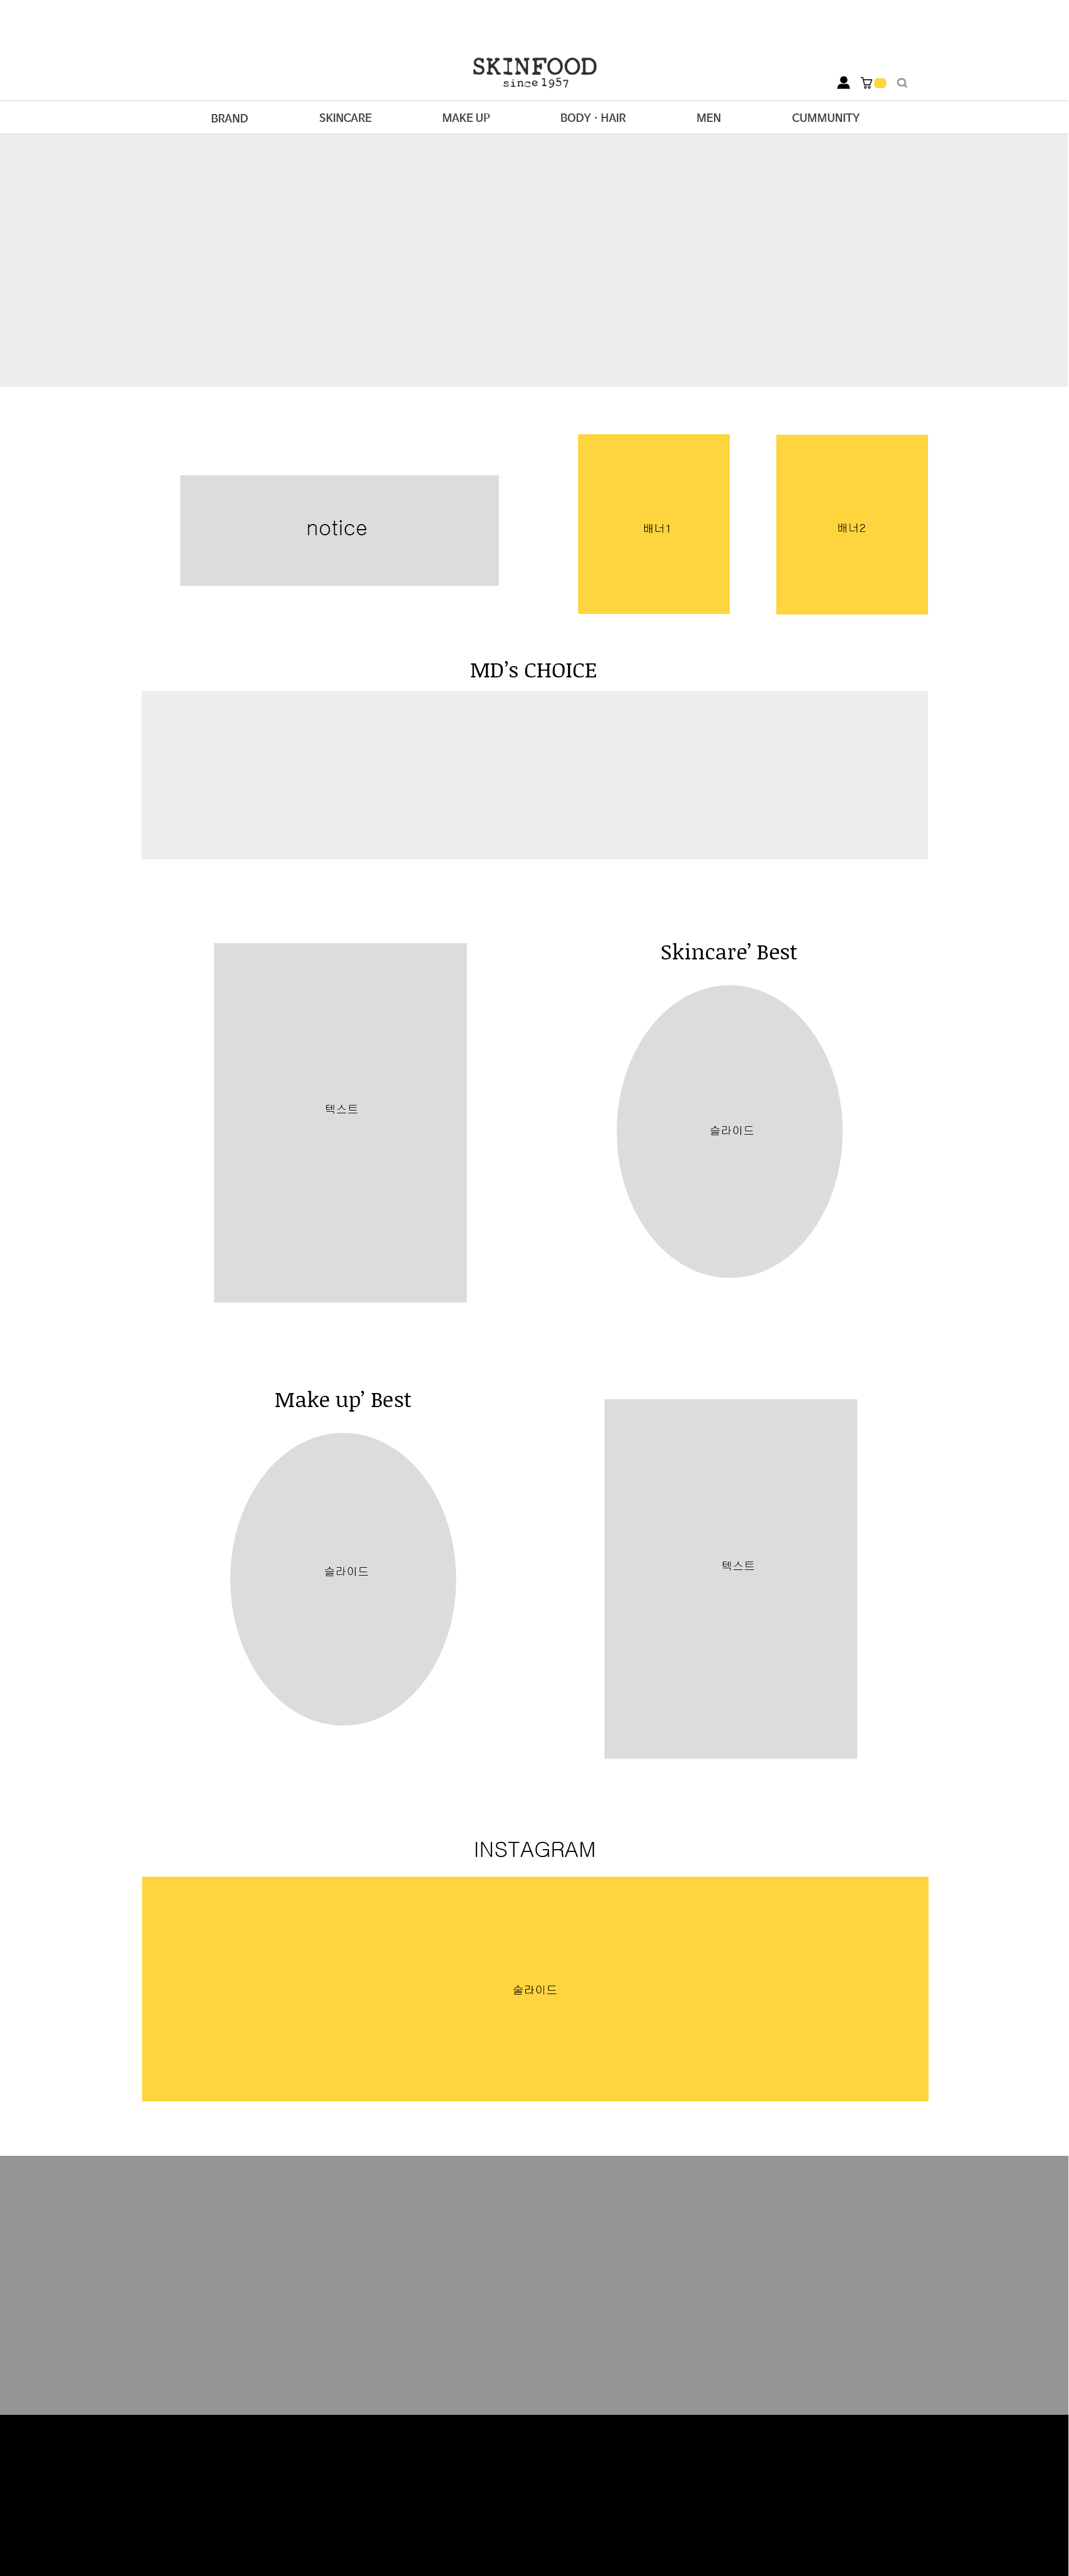 SKINFOOD
since 1957
BRAND SKINCARE MAKE UP BODY · HAIR MEN CUMMUNITY
notice
배너1
배너2
MD’s CHOICE
텍스트
Skincare’ Best
슬라이드
Make up’ Best
슬라이드
텍스트
INSTAGRAM
슬라이드